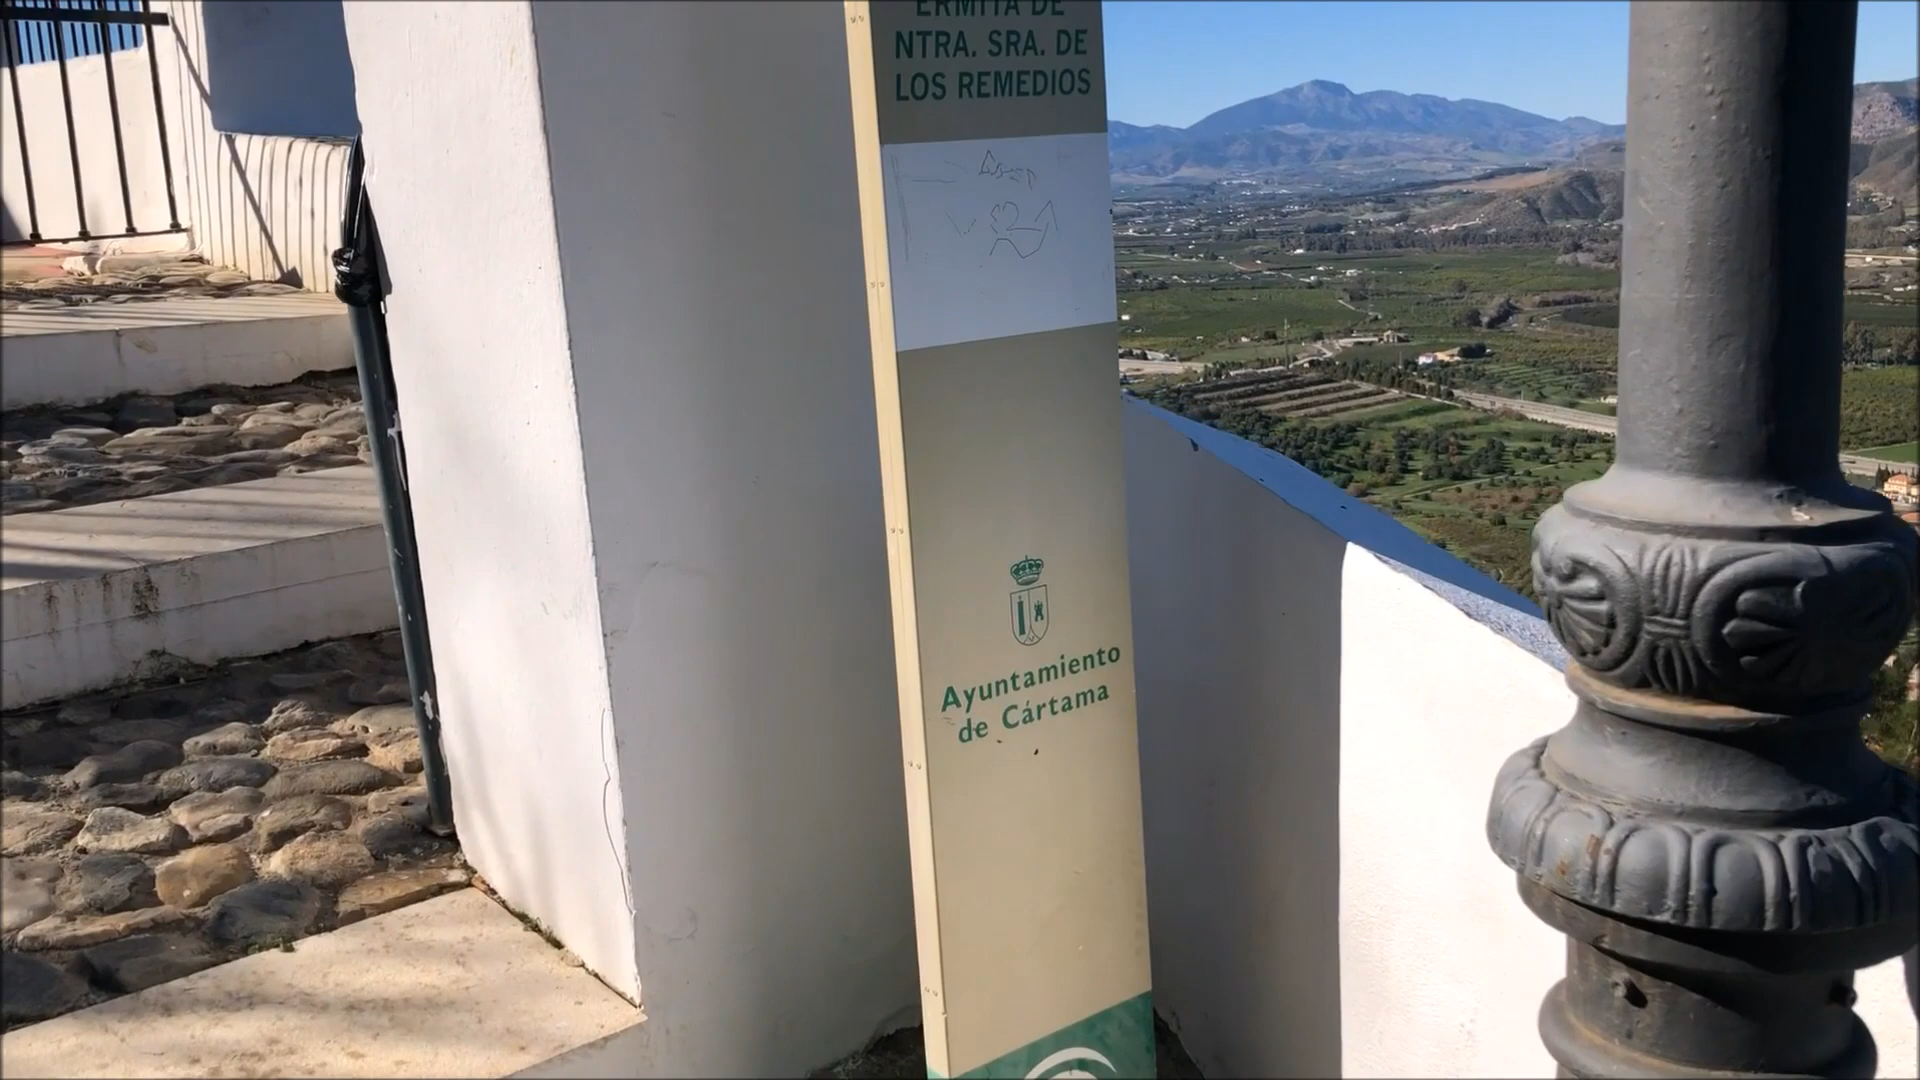 ERMITA DE
NTRA. SRA. DE
LOS REMEDIOS
Ayuntamiento
de Cártama